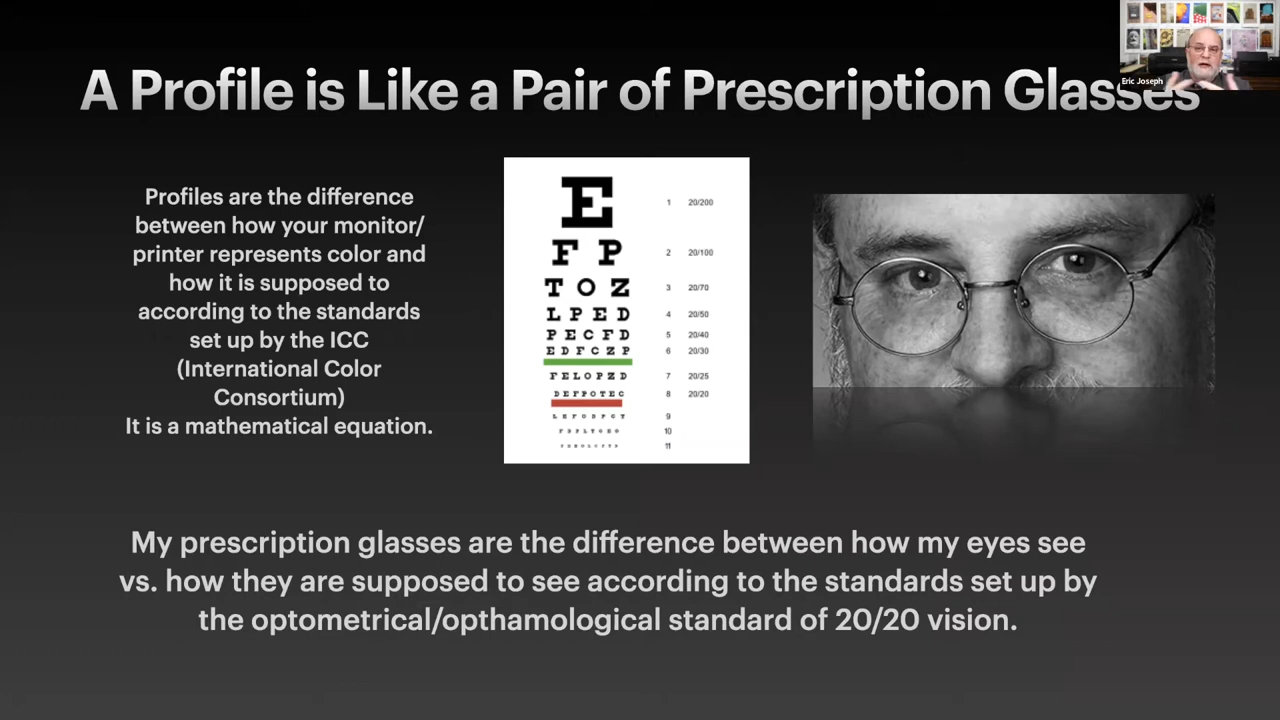 A Profile is Like a Pair of Prescription Glasses
Eric Joseph
Profiles are the difference
between how your monitor/
printer represents color and
how it is supposed to
according to the standards
set up by the ICC
(International Color
Consortium)
It is a mathematical equation.
E 1 20/200
F P 2 20/100
T O Z 3 20/70
L P E D 4 20/50
P E C F D 5 20/40
E D F C Z P 6 20/30
F E L O P Z D 7 20/25
D E F P O T E C 8 20/20
9
10
11
My prescription glasses are the difference between how my eyes see
vs. how they are supposed to see according to the standards set up by
the optometrical/opthamological standard of 20/20 vision.